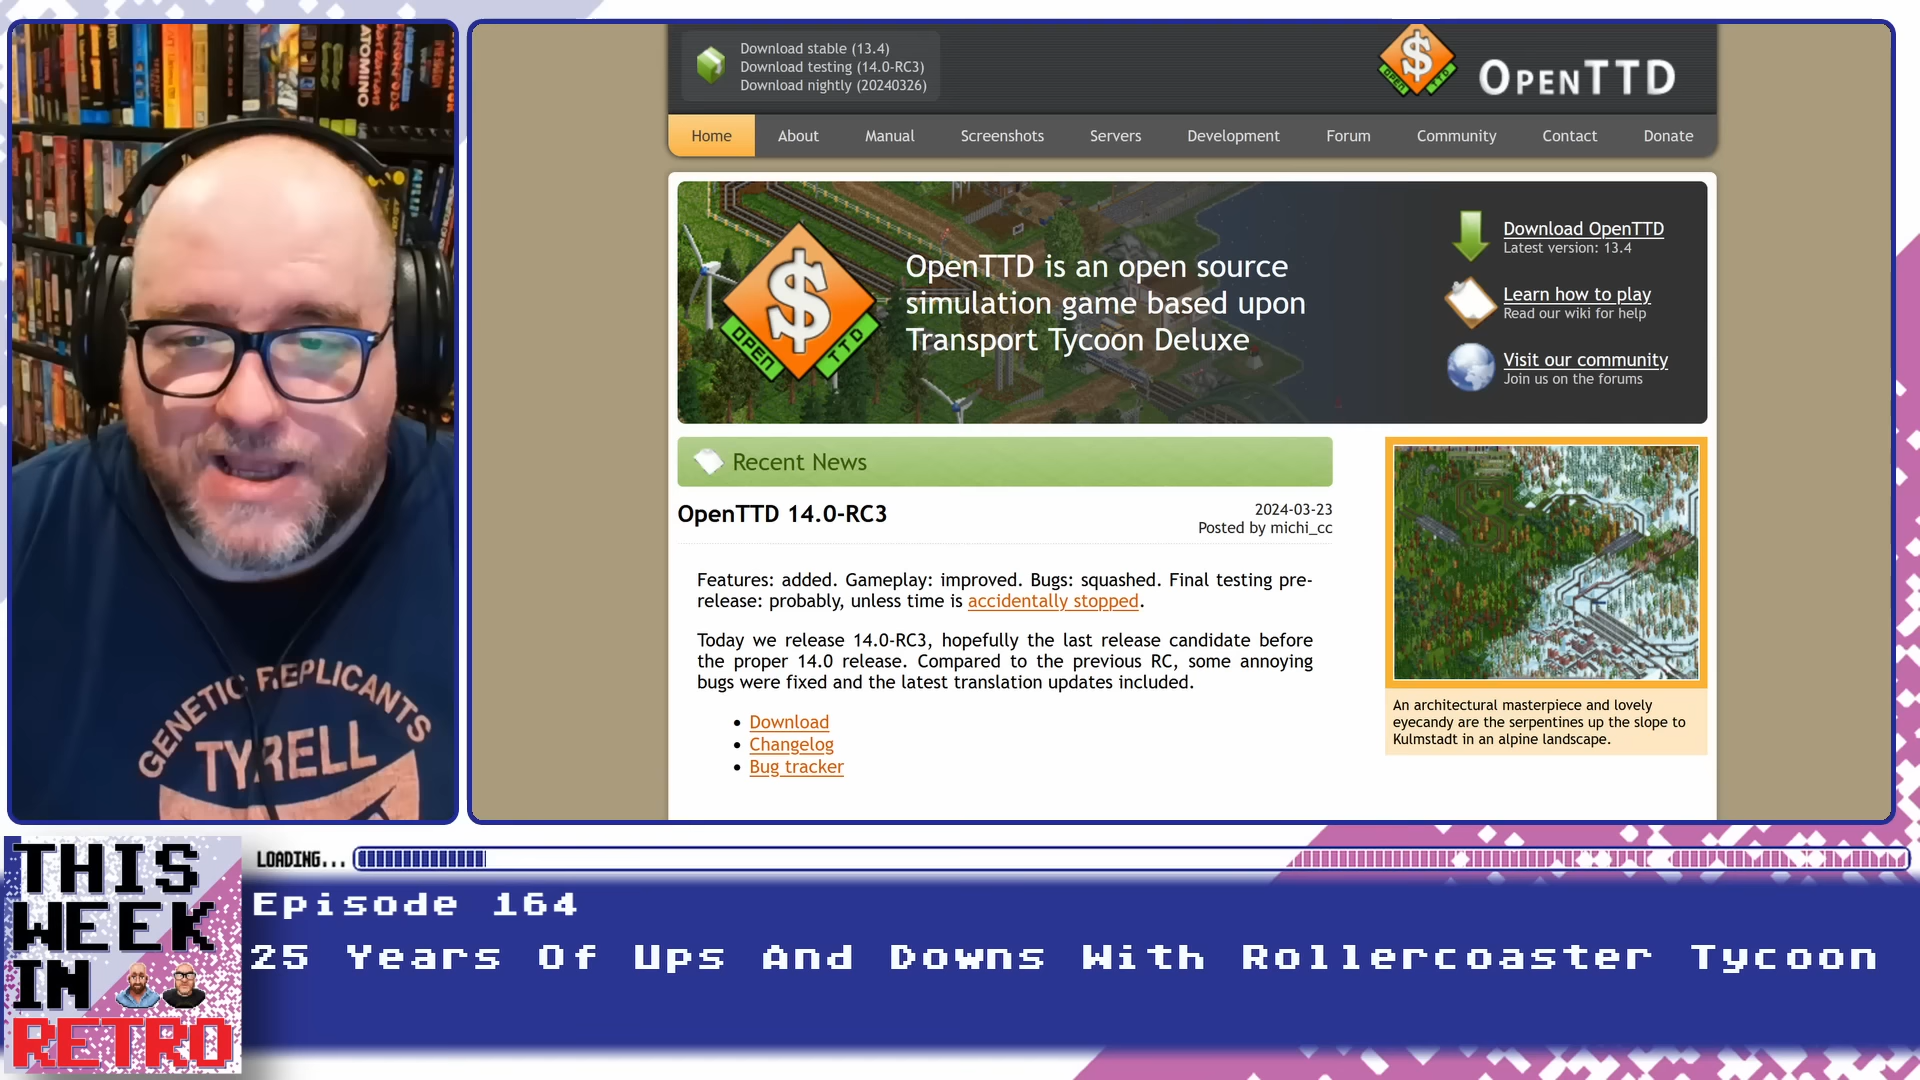 Download stable (13.4)
Download testing (14.0-RC3)
Download nightly (20240326)
OPENTTD
Home About Manual Screenshots Servers Development Forum Community Contact Donate
OPEN TTD
OpenTTD is an open source
simulation game based upon
Transport Tycoon Deluxe
Download OpenTTD
Latest version: 13.4
Learn how to play
Read our wiki for help
Visit our community
Join us on the forums
Recent News
OpenTTD 14.0-RC3
2024-03-23
Posted by michi_cc
Features: added. Gameplay: improved. Bugs: squashed. Final testing pre-
release: probably, unless time is accidentally stopped.
Today we release 14.0-RC3, hopefully the last release candidate before
the proper 14.0 release. Compared to the previous RC, some annoying
bugs were fixed and the latest translation updates included.
Download
Changelog
Bug tracker
An architectural masterpiece and lovely
eyecandy are the serpentines up the slope to
Kulmstadt in an alpine landscape.
ATOMINO
GENETIC REPLICANTS
TYRELL
THIS
WEEK
IN
RETRO
LOADING...
Episode 164
25 Years Of Ups And Downs With Rollercoaster Tycoon